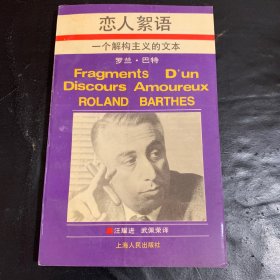 恋人絮语
一个解构主义的文本
罗兰·巴特
Fragments D'un
Discours Amoureux
ROLAND BARTHES
汪耀进 武佩荣译
上海人民出版社